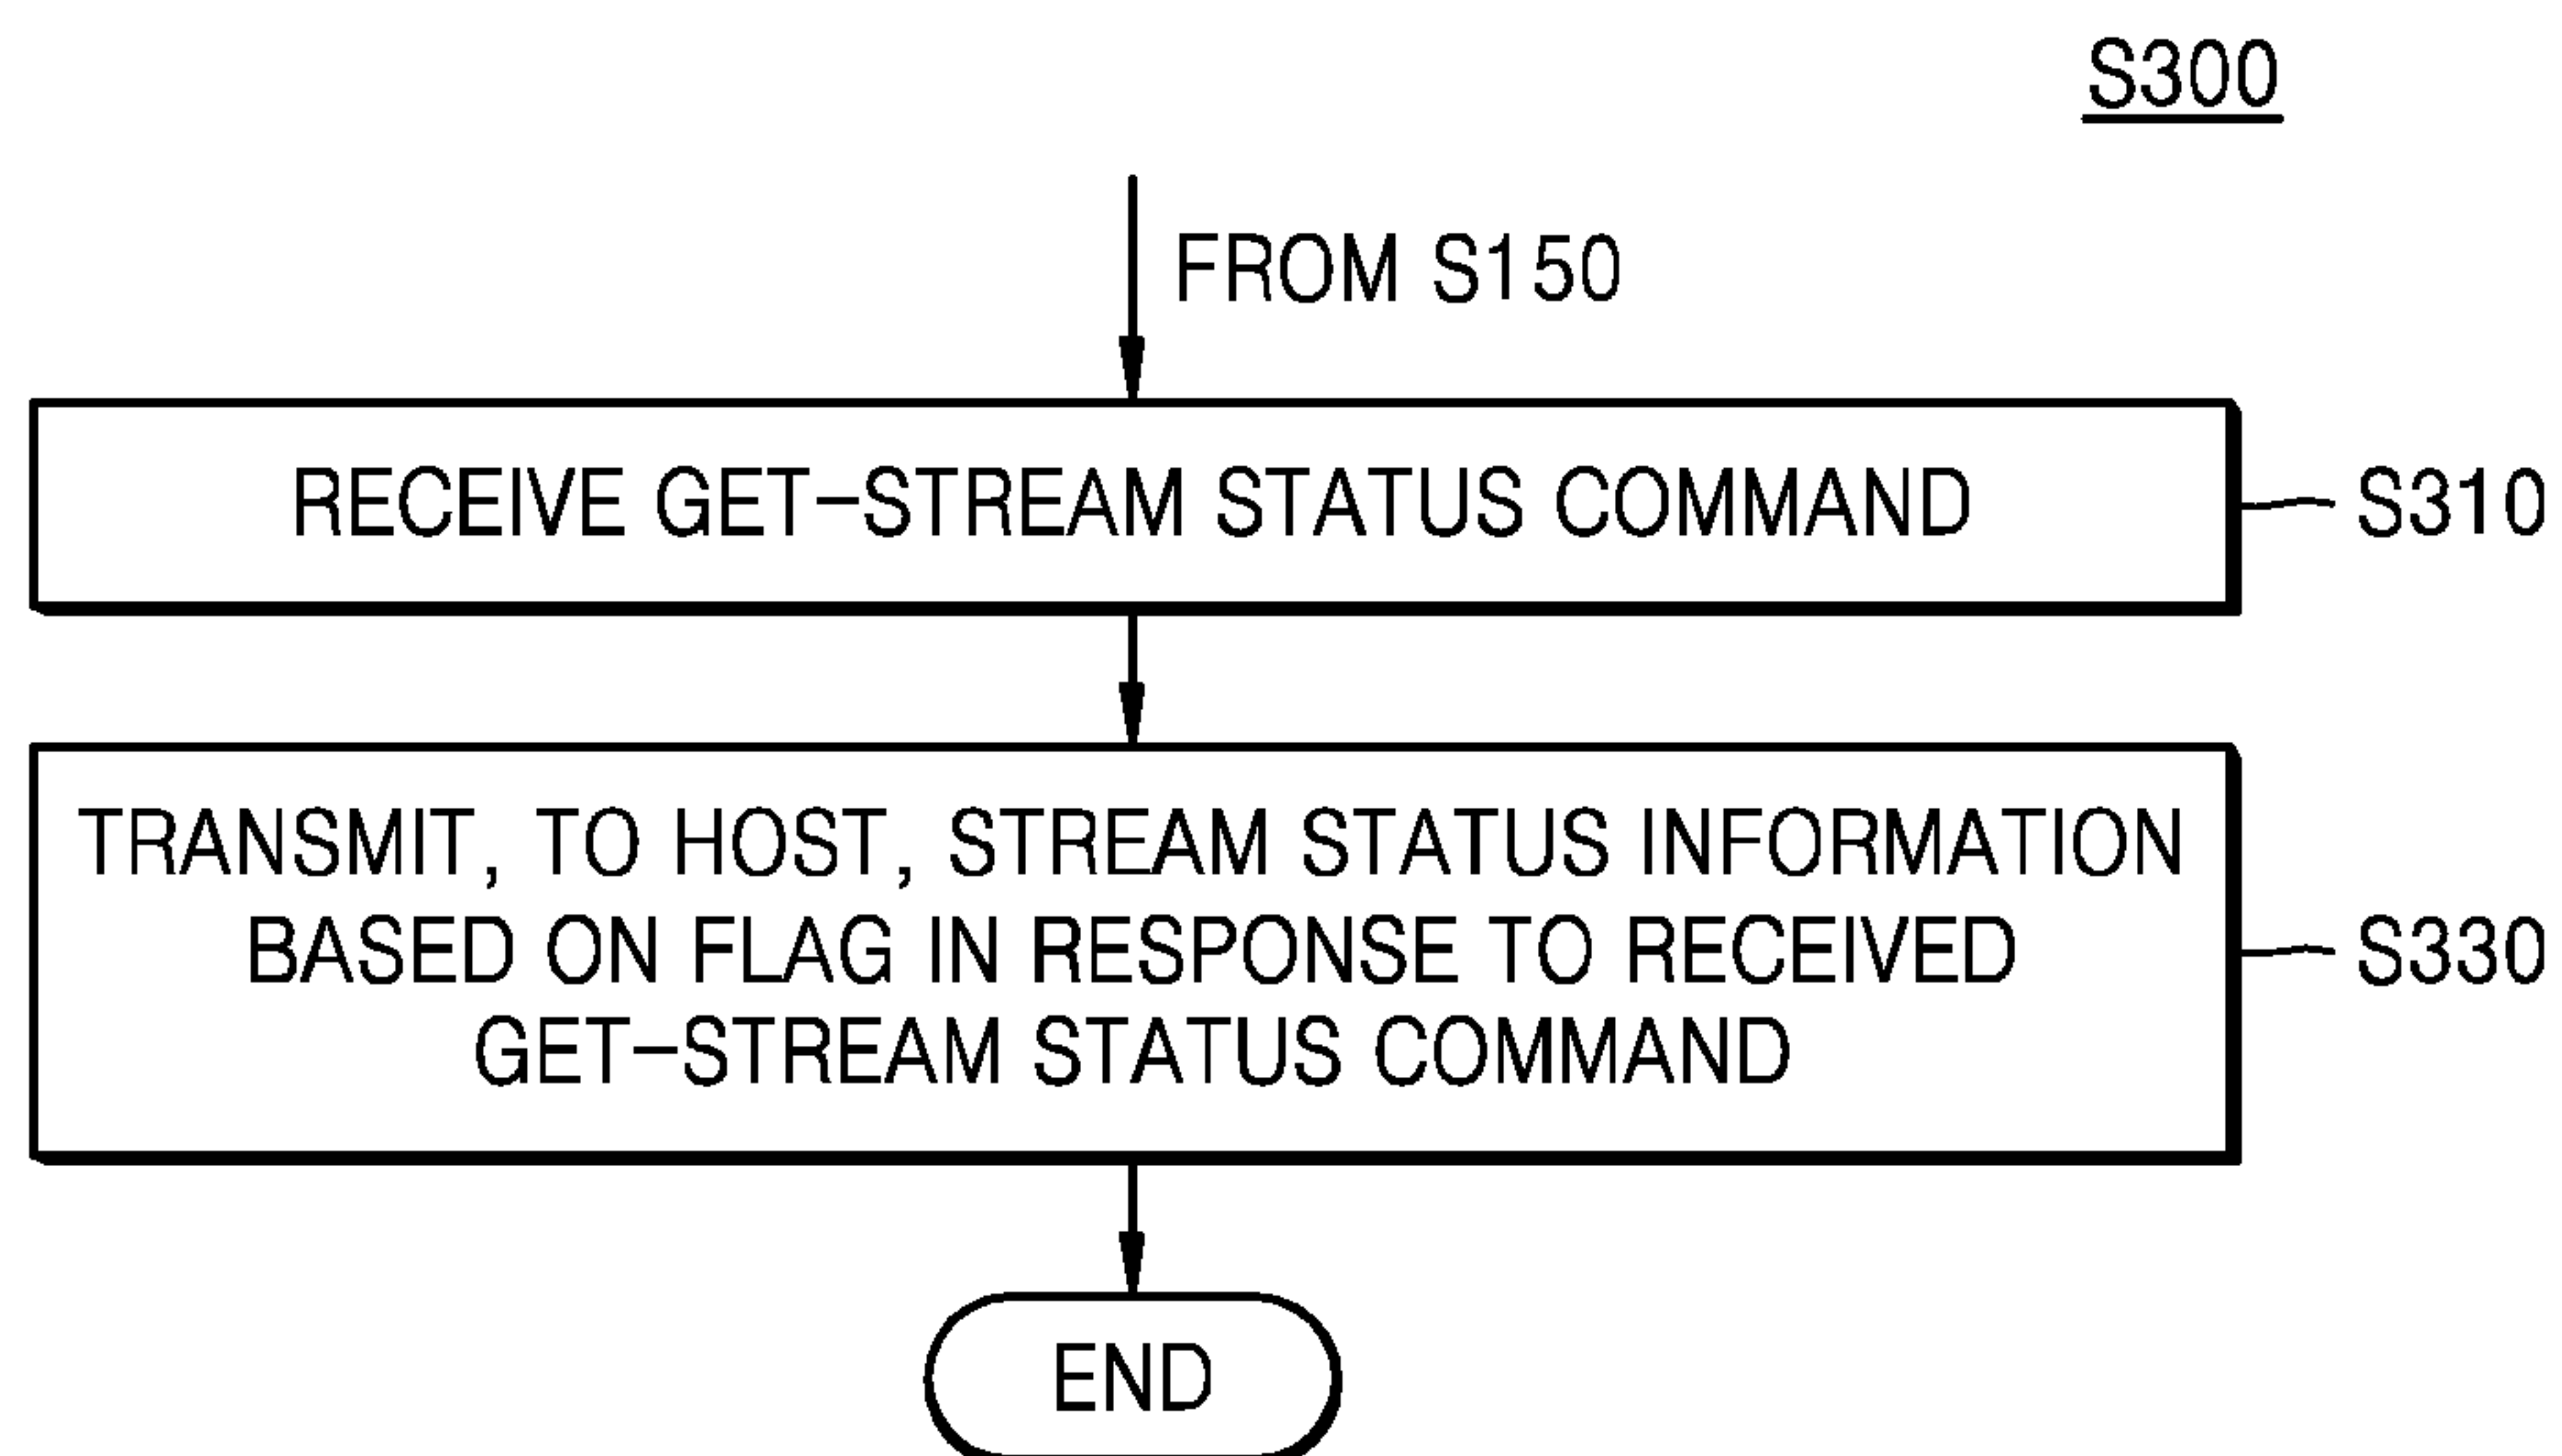 S300
FROM S150
RECEIVE GET-STREAM STATUS COMMAND
S310
TRANSMIT, TO HOST, STREAM STATUS INFORMATION
BASED ON FLAG IN RESPONSE TO RECEIVED
GET-STREAM STATUS COMMAND
S330
END